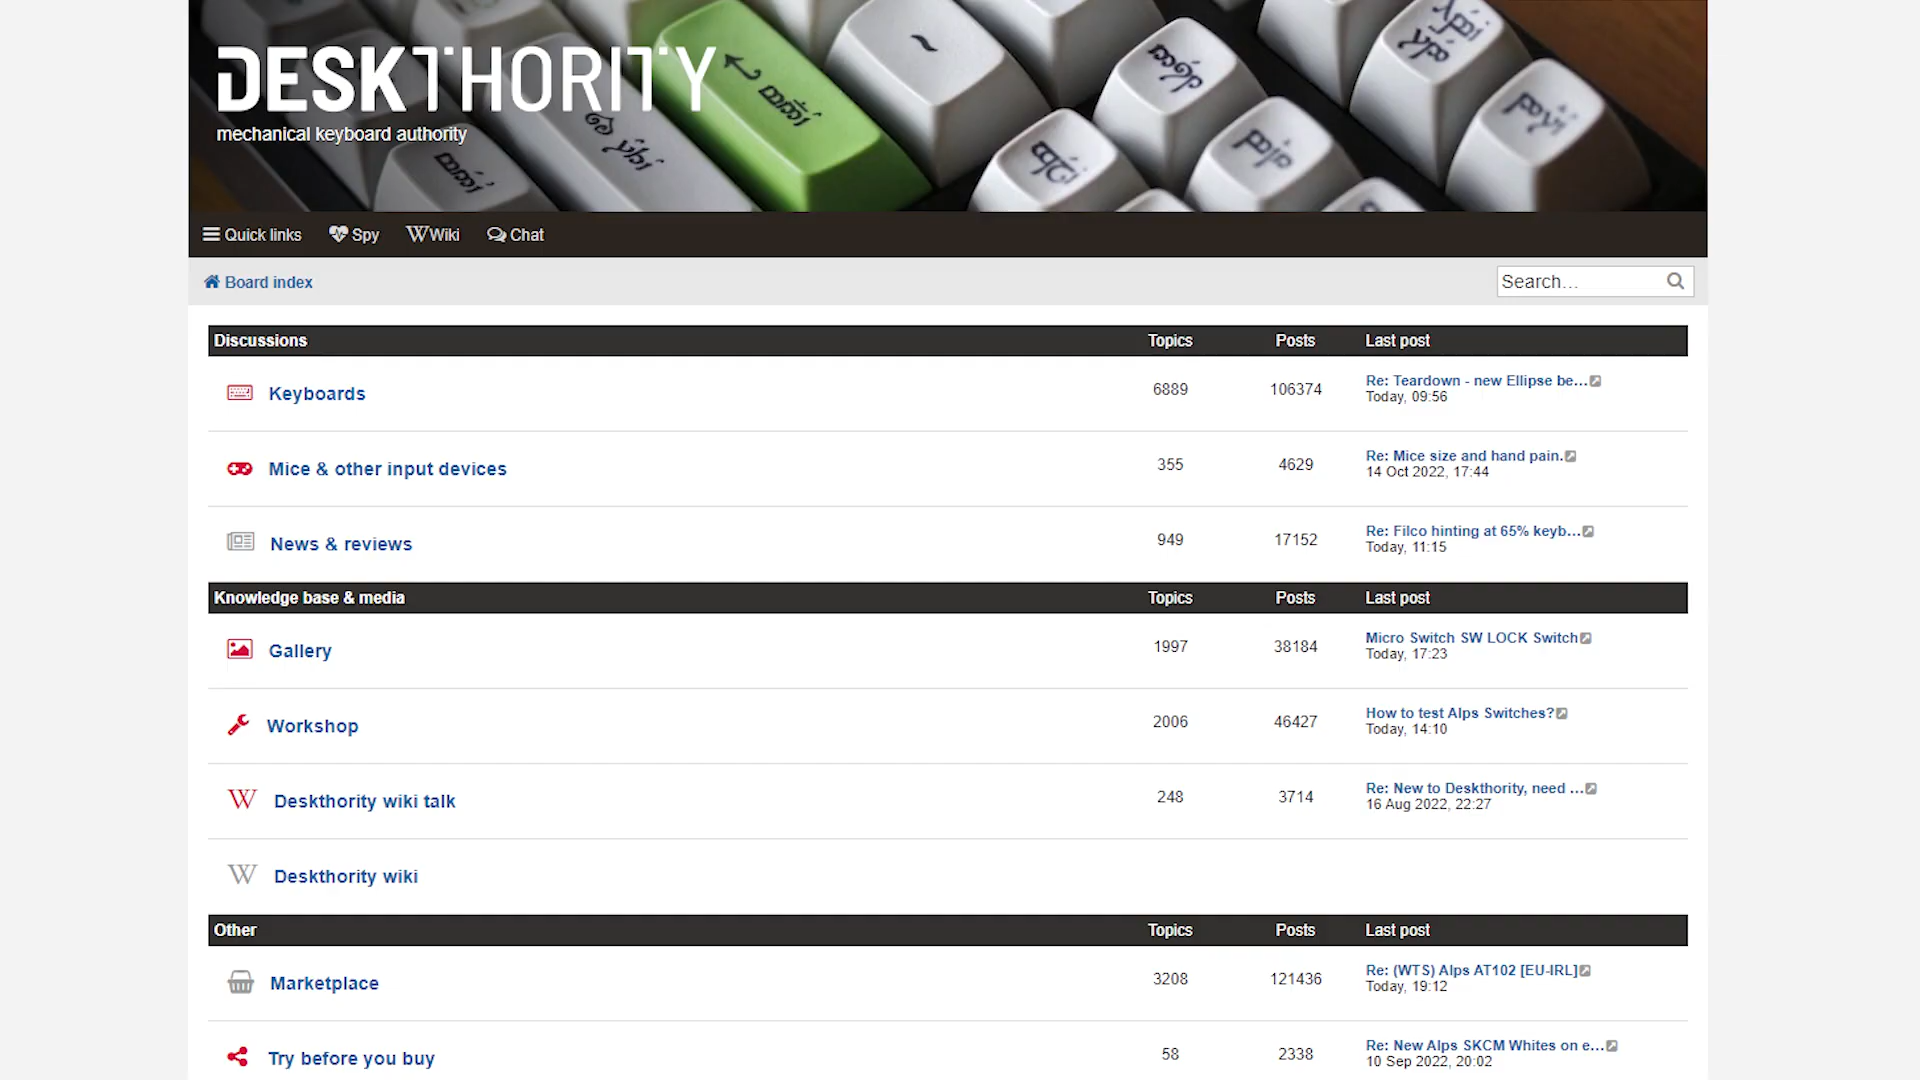 DESKTHORITY
mechanical keyboard authority
Quick links Spy Wiki Chat
Board index Search…
Discussions Topics Posts Last post
Keyboards 6889 106374 Re: Teardown - new Ellipse be…
Today, 09:56
Mice & other input devices 355 4629 Re: Mice size and hand pain.
14 Oct 2022, 17:44
News & reviews 949 17152 Re: Filco hinting at 65% keyb…
Today, 11:15
Knowledge base & media Topics Posts Last post
Gallery 1997 38184 Micro Switch SW LOCK Switch
Today, 17:23
Workshop 2006 46427 How to test Alps Switches?
Today, 14:10
Deskthority wiki talk 248 3714 Re: New to Deskthority, need …
16 Aug 2022, 22:27
Deskthority wiki
Other Topics Posts Last post
Marketplace 3208 121436 Re: (WTS) Alps AT102 [EU-IRL]
Today, 19:12
Try before you buy 58 2338 Re: New Alps SKCM Whites on e…
10 Sep 2022, 20:02